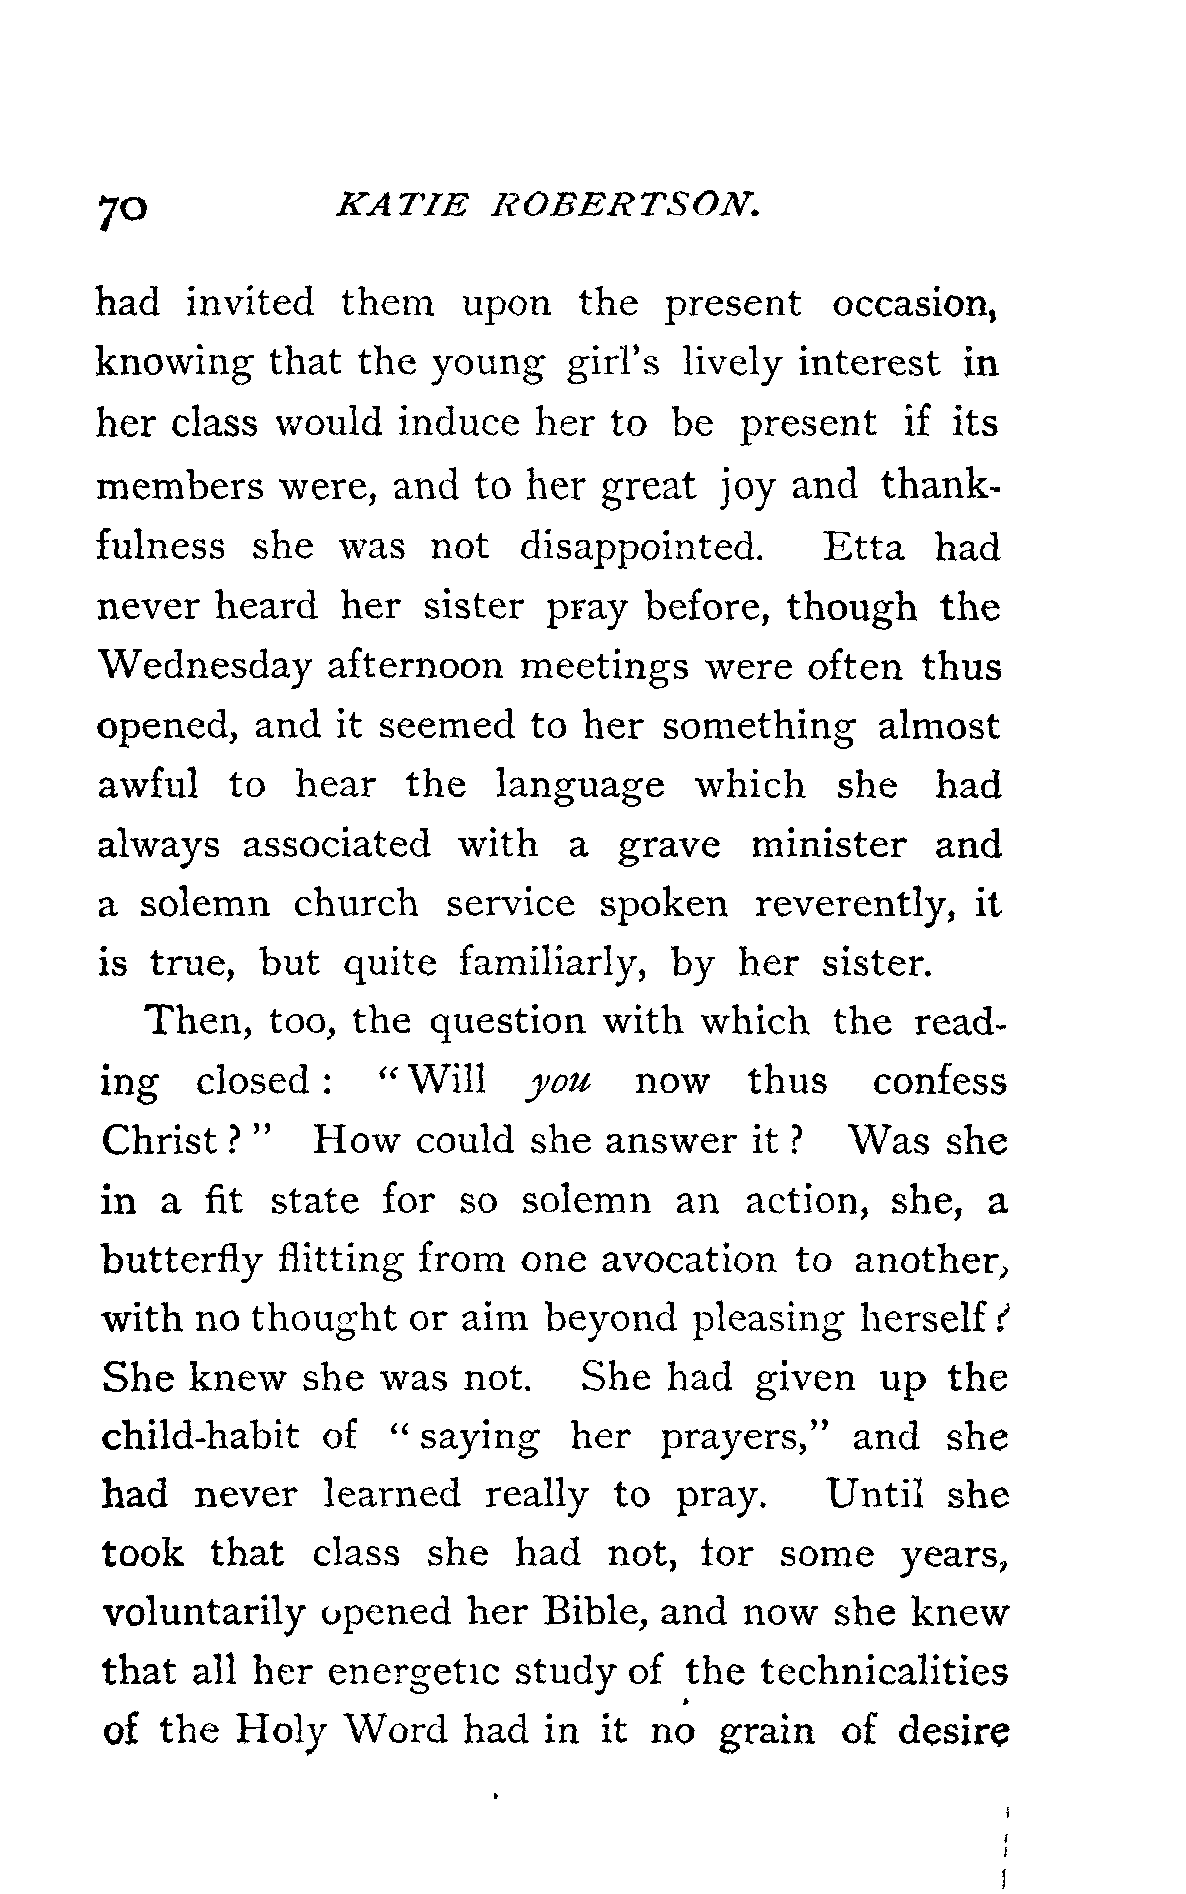 70 KATIE ROBERTSON.
had invited them upon the present occasion,
knowing that the young girl's lively interest in
her class would induce her to be present if its
members were, and to her great joy and thank-
fulness she was not disappointed. Etta had
never heard her sister pray before, though the
Wednesday afternoon meetings were often thus
opened, and it seemed to her something almost
awful to hear the language which she had
always associated with a grave minister and
a solemn church service spoken reverently, it
is true, but quite familiarly, by her sister.
Then, too, the question with which the read-
ing closed : “ Will you now thus confess
Christ ? ” How could she answer it ? Was she
in a fit state for so solemn an action, she, a
butterfly flitting from one avocation to another,
with no thought or aim beyond pleasing herself ?
She knew she was not. She had given up the
child-habit of “ saying her prayers,” and she
had never learned really to pray. Until she
took that class she had not, for some years,
voluntarily opened her Bible, and now she knew
that all her energetic study of the technicalities
of the Holy Word had in it no grain of desire